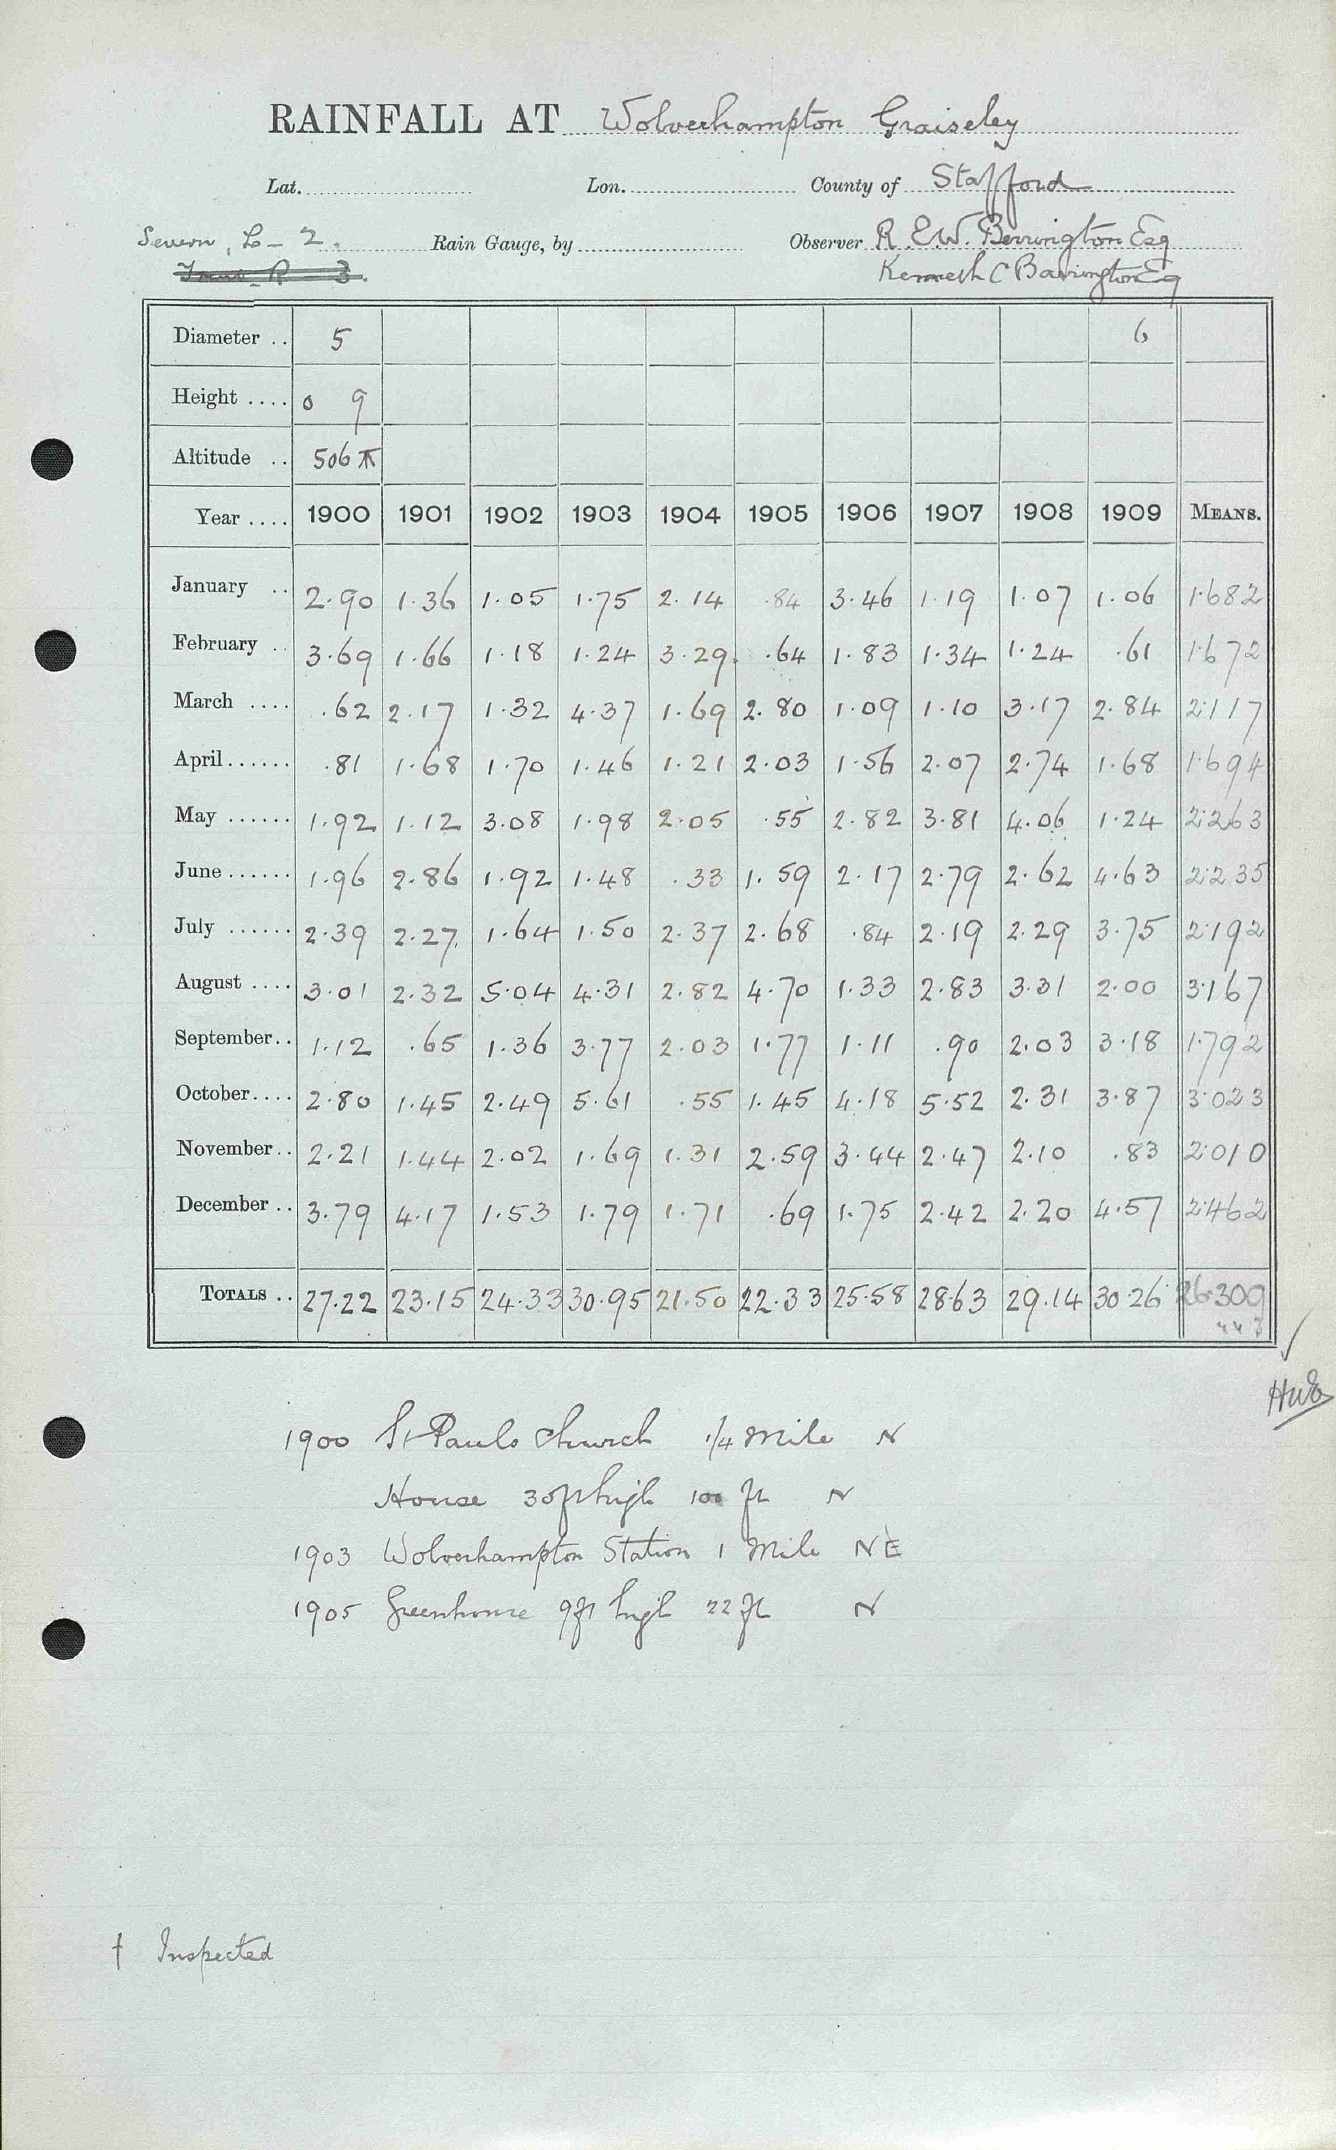 RAINFALL AT Wolverhampton Graiseley
Lat. Lon. County of Stafford
Severn, L- 2. Rain Gauge, by Observer R. E.W. Berrington Esq
R 3. Kenneth C Barrington Esq
Diameter .. 5 6
Height .... 0 9
Altitude .. 506
Year .... 1900 1901 1902 1903 1904 1905 1906 1907 1908 1909 MEANS.
January .. 2.90 1.36 1.05 1.75 2.14 .84 3.46 1.19 1.07 1.06 1.682
February .. 3.69 1.66 1.18 1.24 3.29 .64 1.83 1.34 1.24 .61 1.672
March .... .62 2.17 1.32 4.37 1.69 2.80 1.09 1.10 3.17 2.84 2.117
April...... .81 1.68 1.70 1.46 1.21 2.03 1.56 2.07 2.74 1.68 1.694
May ...... 1.92 1.12 3.08 1.98 2.05 .55 2.82 3.81 4.06 1.24 2.263
June ...... 1.96 2.86 1.92 1.48 .33 1.59 2.17 2.79 2.62 4.63 2.235
July ...... 2.39 2.27 1.64 1.50 2.37 2.68 .84 2.19 2.29 3.75 2.192
August .... 3.01 2.32 5.04 4.31 2.82 4.70 1.33 2.83 3.31 2.00 3.167
September.. 1.12 .65 1.36 3.77 2.03 1.77 1.11 .90 2.03 3.18 1.792
October.... 2.80 1.45 2.49 5.61 .55 1.45 4.18 5.52 2.31 3.87 3.023
November.. 2.21 1.44 2.02 1.69 1.31 2.59 3.44 2.47 2.10 .83 2.010
December .. 3.79 4.17 1.53 1.79 1.71 .69 1.75 2.42 2.20 4.57 2.462
TOTALS .. 27.22 23.15 24.33 30.95 21.50 22.33 25.58 28.63 29.14 30.26 26.309
1900 St Pauls Church 1/4 Mile N
House 30ft high 100 ft N
1903 Wolverhampton Station 1 Mile NE
1905 Greenhouse 9ft high 22 ft N
† Inspected